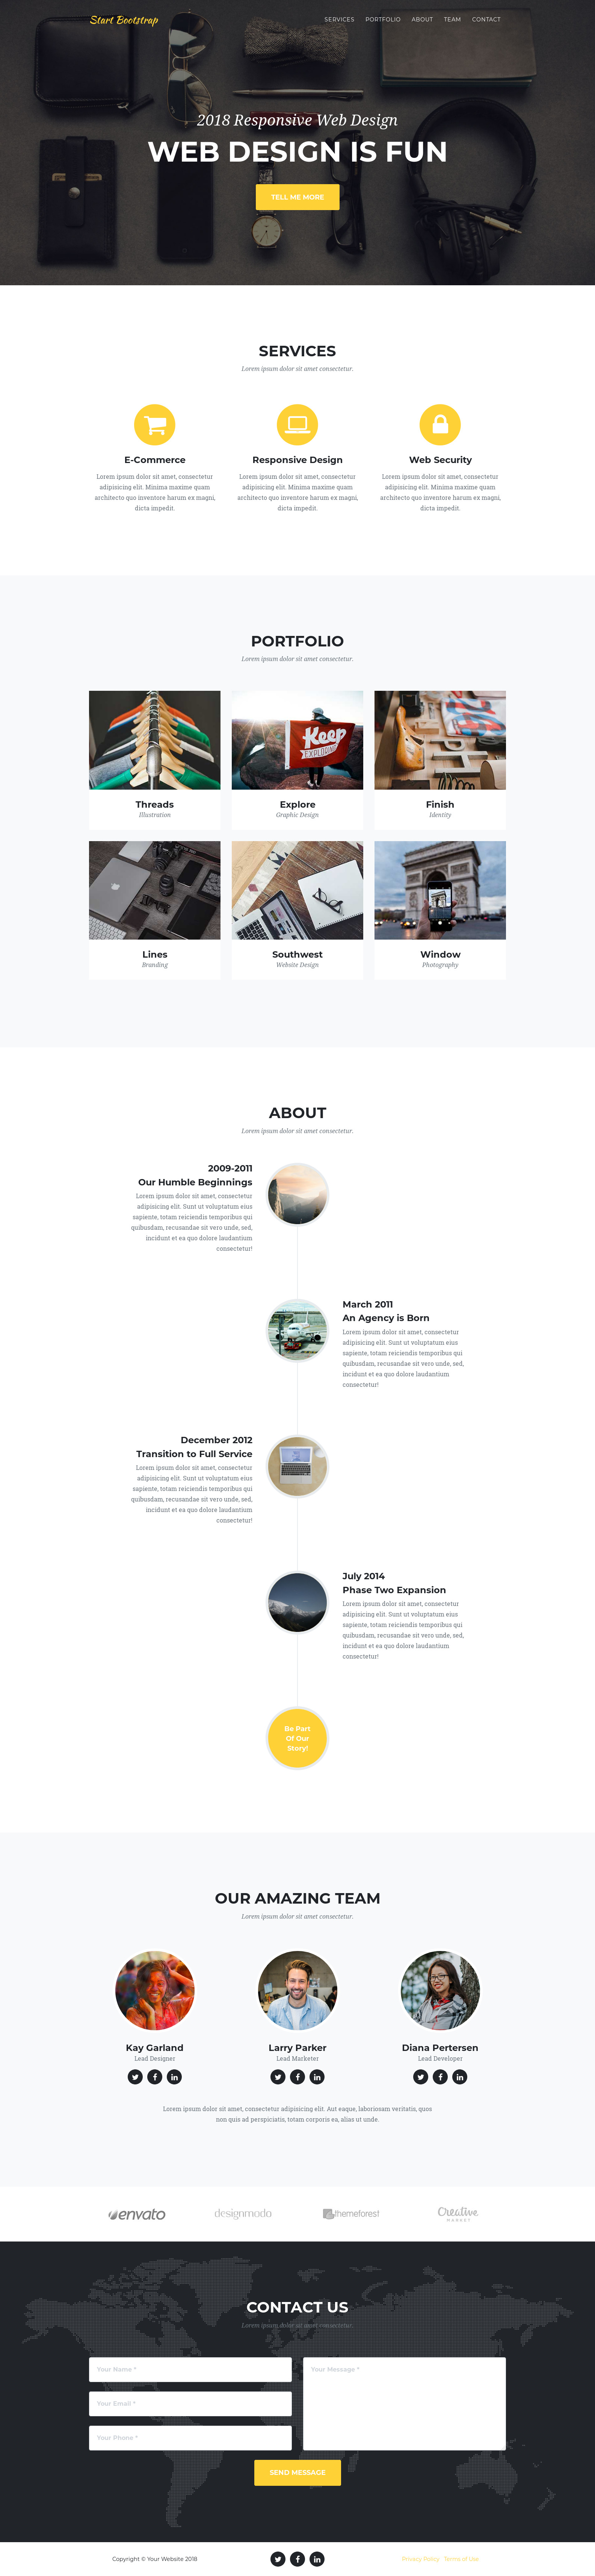 Start Bootstrap
SERVICES PORTFOLIO ABOUT TEAM CONTACT
2018 Responsive Web Design
WEB DESIGN IS FUN
TELL ME MORE
SERVICES
Lorem ipsum dolor sit amet consectetur.
E-Commerce
Lorem ipsum dolor sit amet, consectetur
adipisicing elit. Minima maxime quam
architecto quo inventore harum ex magni,
dicta impedit.
Responsive Design
Lorem ipsum dolor sit amet, consectetur
adipisicing elit. Minima maxime quam
architecto quo inventore harum ex magni,
dicta impedit.
Web Security
Lorem ipsum dolor sit amet, consectetur
adipisicing elit. Minima maxime quam
architecto quo inventore harum ex magni,
dicta impedit.
PORTFOLIO
Lorem ipsum dolor sit amet consectetur.
Threads
Illustration
Keep
EXPLORING
Explore
Graphic Design
Finish
Identity
Lines
Branding
Southwest
Website Design
Window
Photography
ABOUT
Lorem ipsum dolor sit amet consectetur.
2009-2011
Our Humble Beginnings
Lorem ipsum dolor sit amet, consectetur
adipisicing elit. Sunt ut voluptatum eius
sapiente, totam reiciendis temporibus qui
quibusdam, recusandae sit vero unde, sed,
incidunt et ea quo dolore laudantium
consectetur!
March 2011
An Agency is Born
Lorem ipsum dolor sit amet, consectetur
adipisicing elit. Sunt ut voluptatum eius
sapiente, totam reiciendis temporibus qui
quibusdam, recusandae sit vero unde, sed,
incidunt et ea quo dolore laudantium
consectetur!
December 2012
Transition to Full Service
Lorem ipsum dolor sit amet, consectetur
adipisicing elit. Sunt ut voluptatum eius
sapiente, totam reiciendis temporibus qui
quibusdam, recusandae sit vero unde, sed,
incidunt et ea quo dolore laudantium
consectetur!
July 2014
Phase Two Expansion
Lorem ipsum dolor sit amet, consectetur
adipisicing elit. Sunt ut voluptatum eius
sapiente, totam reiciendis temporibus qui
quibusdam, recusandae sit vero unde, sed,
incidunt et ea quo dolore laudantium
consectetur!
Be Part
Of Our
Story!
OUR AMAZING TEAM
Lorem ipsum dolor sit amet consectetur.
Kay Garland
Lead Designer
Larry Parker
Lead Marketer
Diana Pertersen
Lead Developer
Lorem ipsum dolor sit amet, consectetur adipisicing elit. Aut eaque, laboriosam veritatis, quos
non quis ad perspiciatis, totam corporis ea, alias ut unde.
envato
designmodo
themeforest
Creative
MARKET
CONTACT US
Lorem ipsum dolor sit amet consectetur.
Your Name *
Your Email *
Your Phone *
Your Message *
SEND MESSAGE
Copyright © Your Website 2018
Privacy Policy Terms of Use